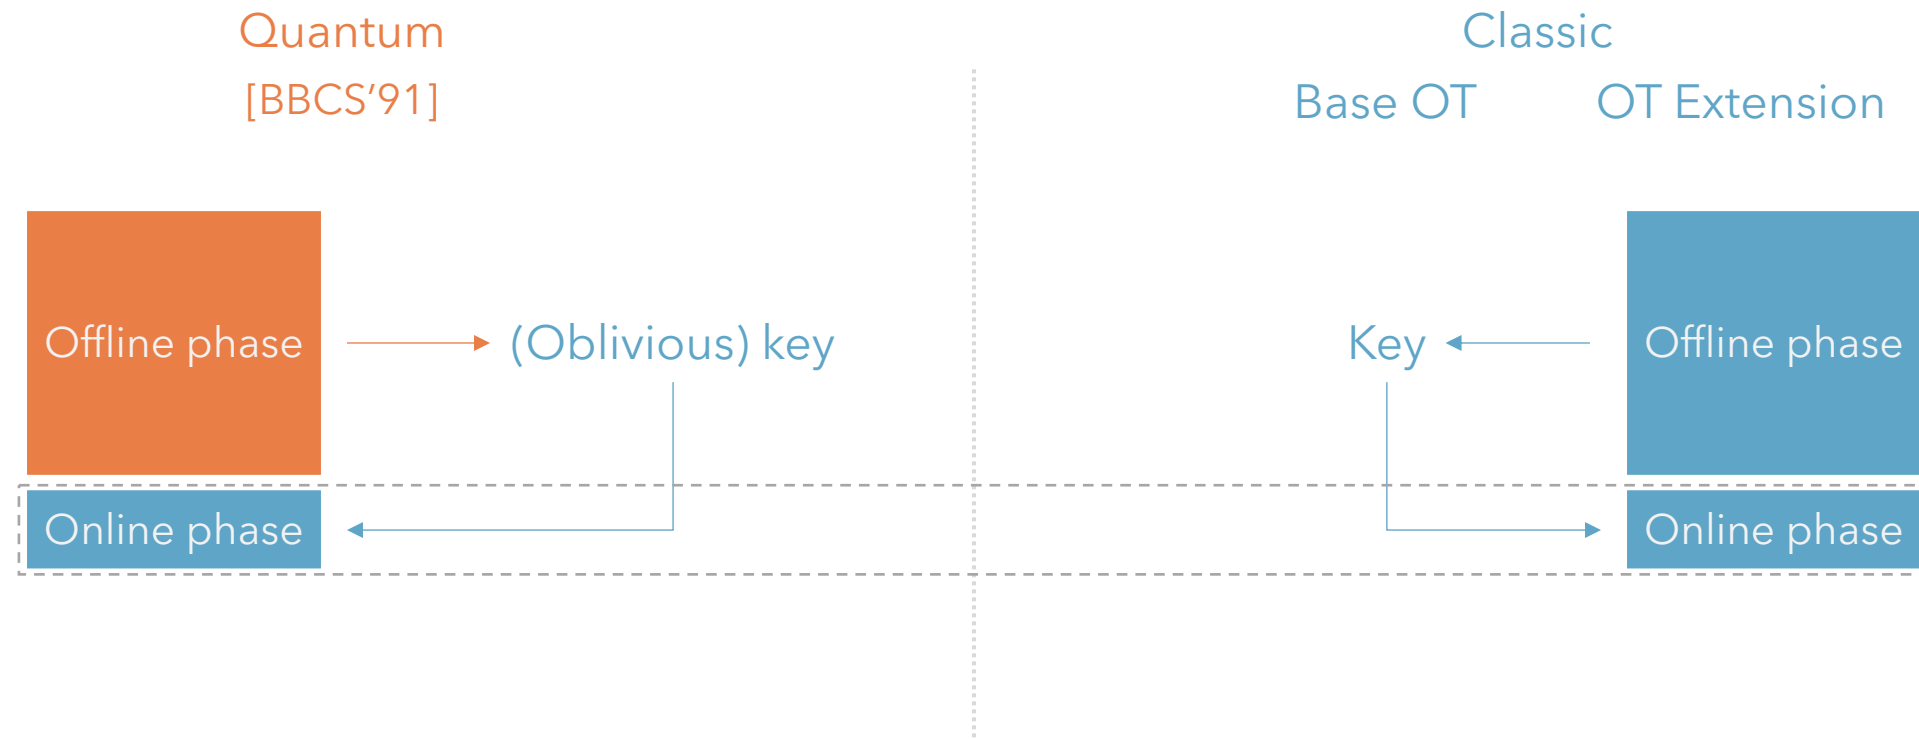 Quantum
[BBCS’91]
Offline phase
(Oblivious) key
Online phase
Classic
Base OT
OT Extension
Key
Offline phase
Online phase